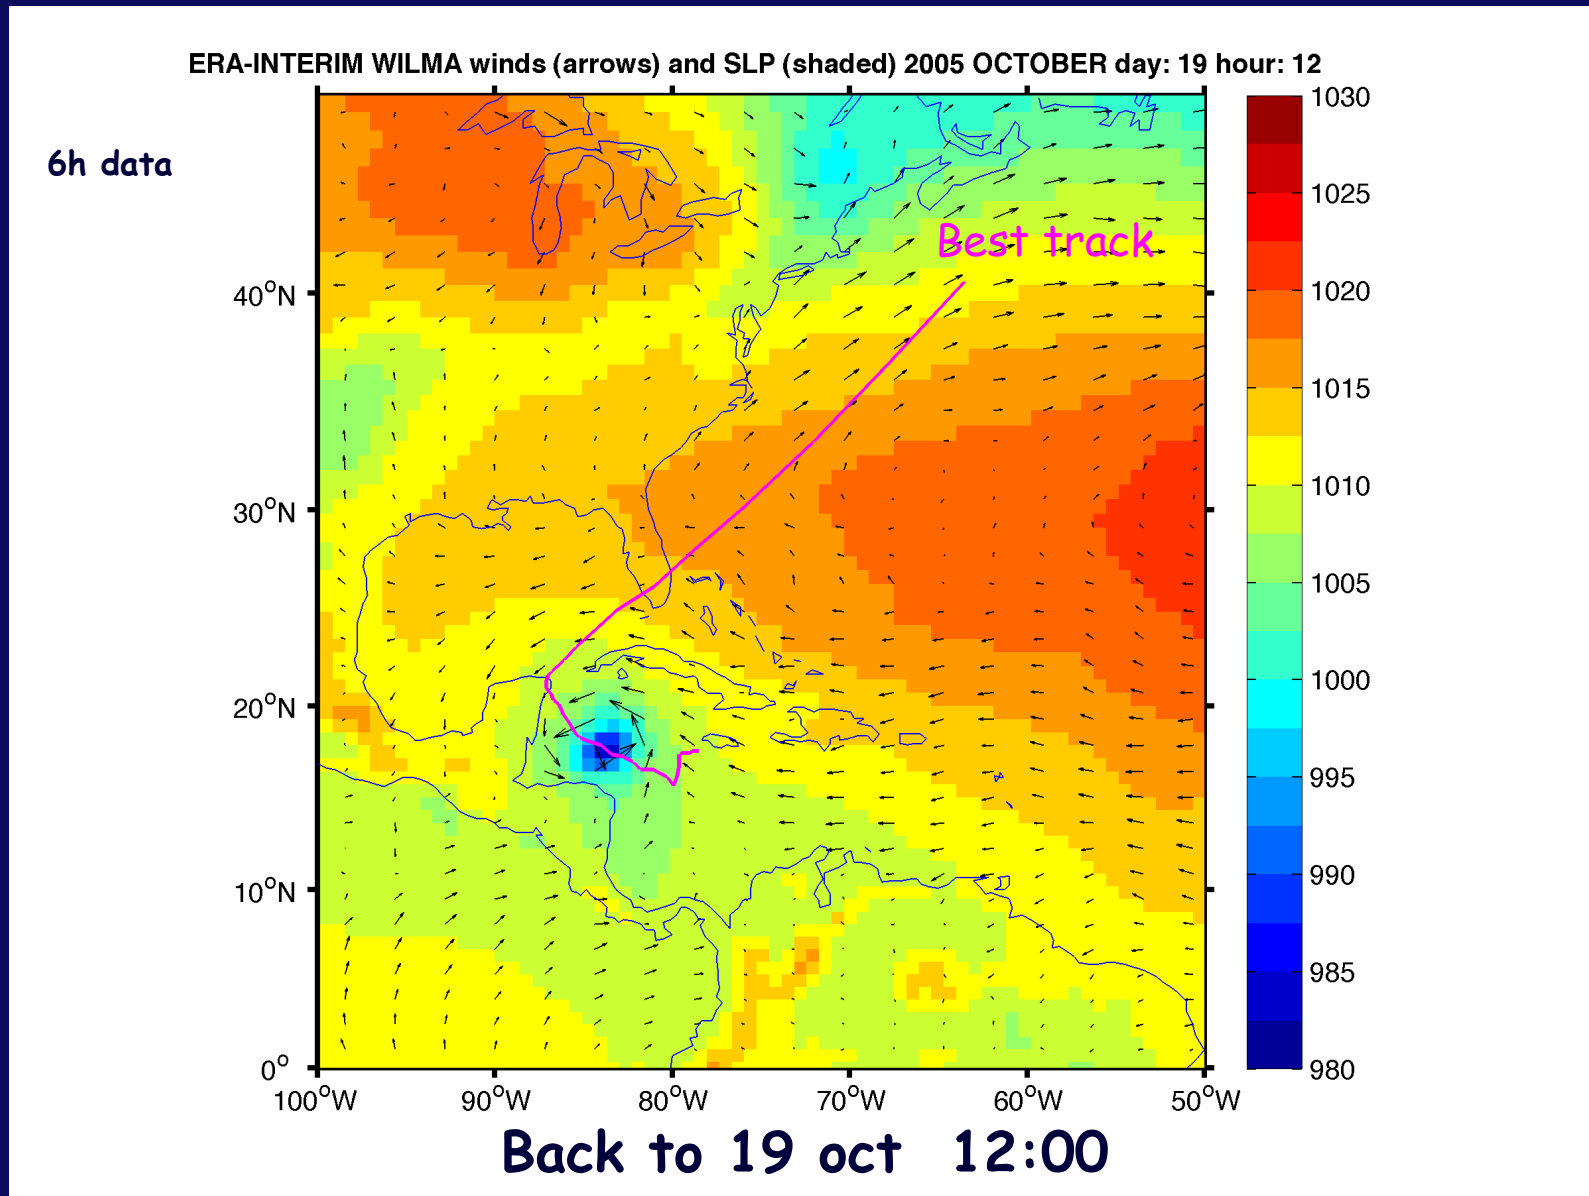 ERA-INTERIM WILMA winds (arrows) and SLP (shaded) 2005 OCTOBER day: 19 hour: 12
6h data
Best track
40°N
30°N
20°N
10°N
0°
100°W 90°W 80°W 70°W 60°W 50°W
1030
1025
1020
1015
1010
1005
1000
995
990
985
980
Back to 19 oct 12:00